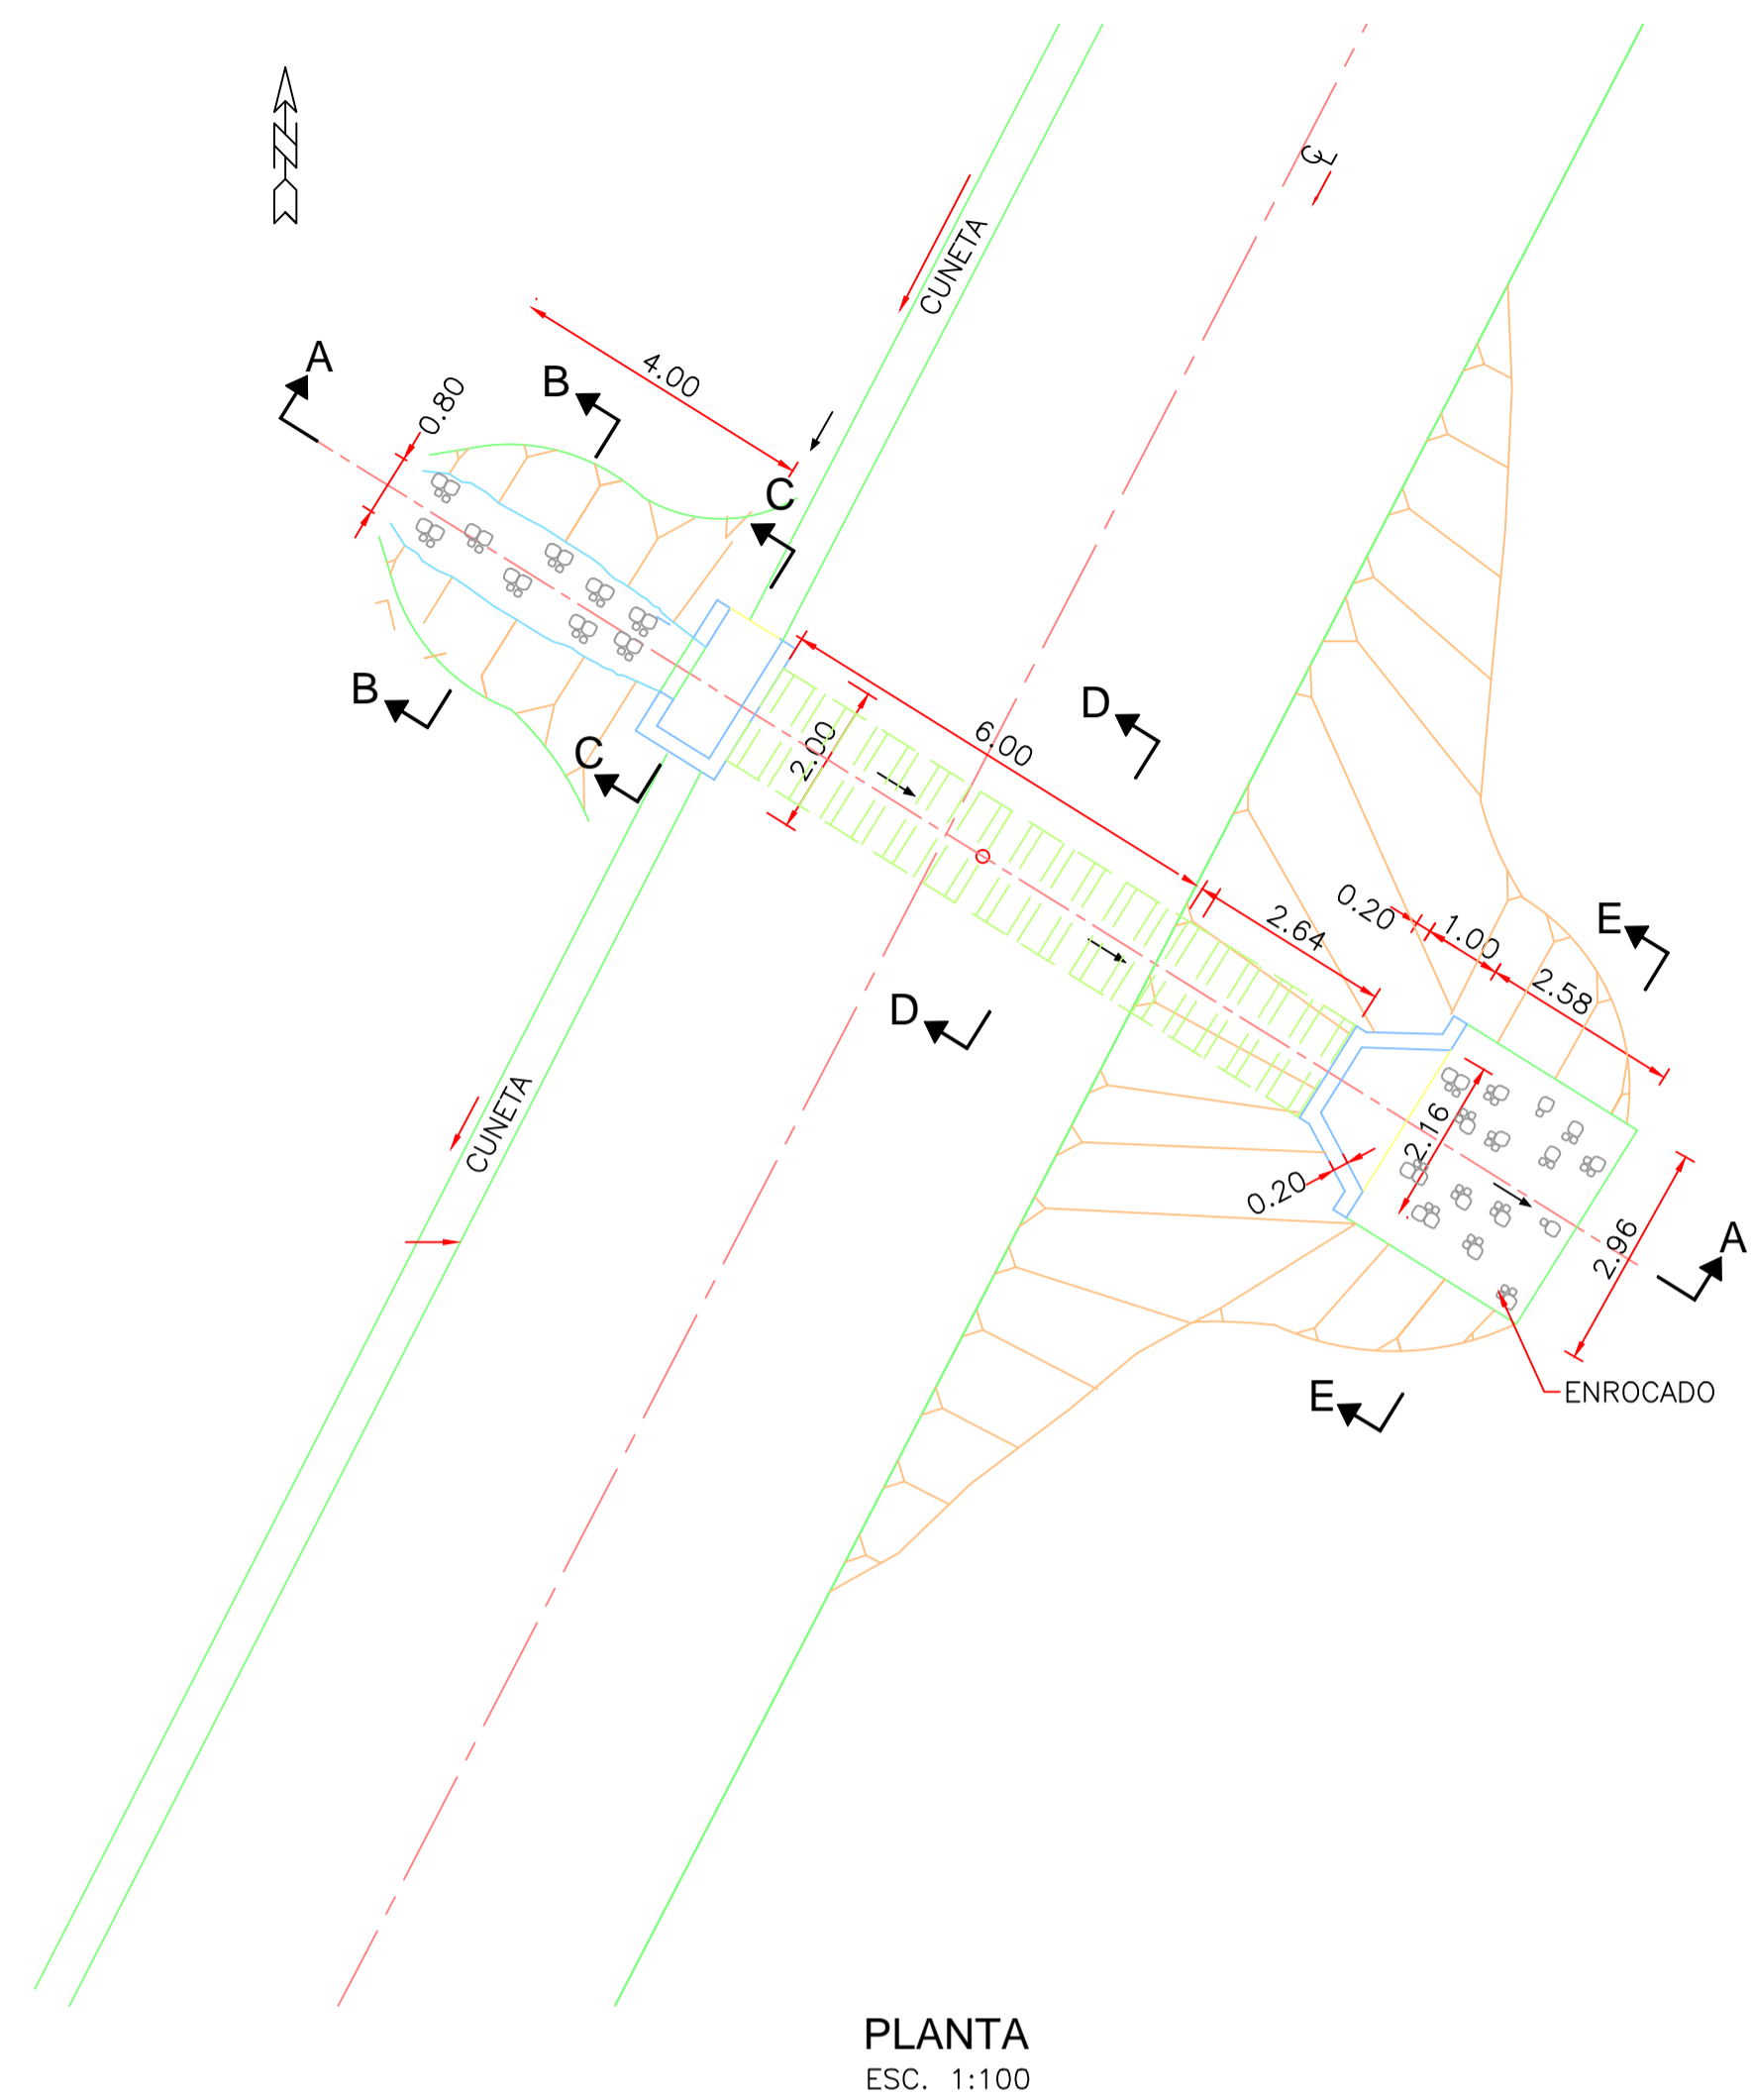 N
C L
CUNETA
A
4.00
B
0.80
C
B
C
2.00
6.00
D
0.20
1.00
E
2.64
2.58
D
CUNETA
2.16
0.20
2.96
A
E
ENROCADO
PLANTA
ESC. 1:100